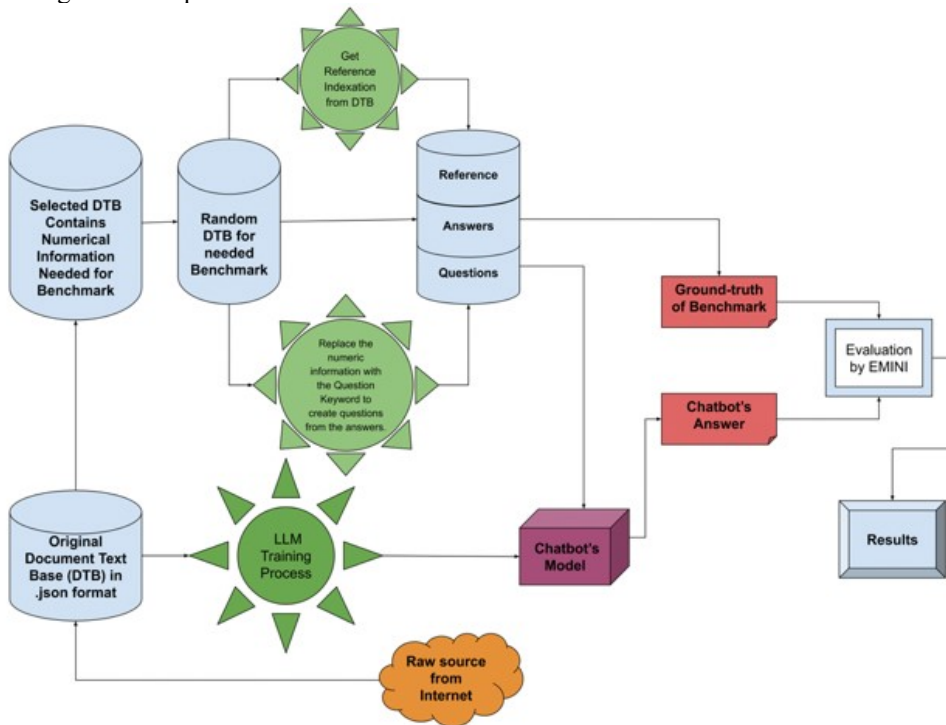 Get
Reference
Indexation
from DTB
Selected DTB
Contains
Numerical
Information
Needed for
Benchmark
Random
DTB for
needed
Benchmark
Reference
Answers
Questions
Ground-truth
of Benchmark
Evaluation
by EMINI
Replace the
numeric
information with
the Question
Keyword to
create questions
from the answers.
Chatbot's
Answer
Original
Document Text
Base (DTB) in
.json format
LLM
Training
Process
Chatbot's
Model
Results
Raw source
from
Internet